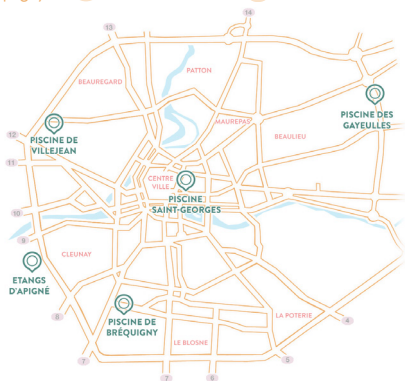 14
13
PATTON
BEAUREGARD
PISCINE DES
GAYEULLES
MAUREPAS
12
PISCINE DE
VILLEJEAN
BEAULIEU
11
CENTRE
VILLE
PISCINE
SAINT-GEORGES
10
9
CLEUNAY
ETANGS
D'APIGNÉ
8
PISCINE DE
BRÉQUIGNY
LA POTERIE
4
LE BLOSNE
7
5
7
6